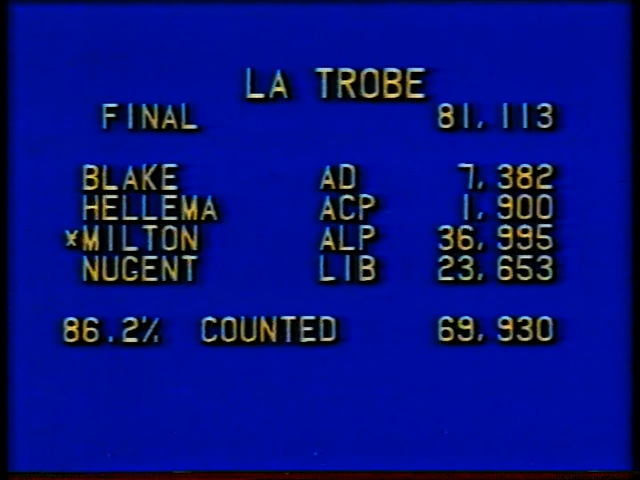 LA TROBE
FINAL 81,113
BLAKE AD 7,382
HELLEMA ACP 1,900
*MILTON ALP 36,995
NUGENT LIB 23,653
86.2% COUNTED 69,930